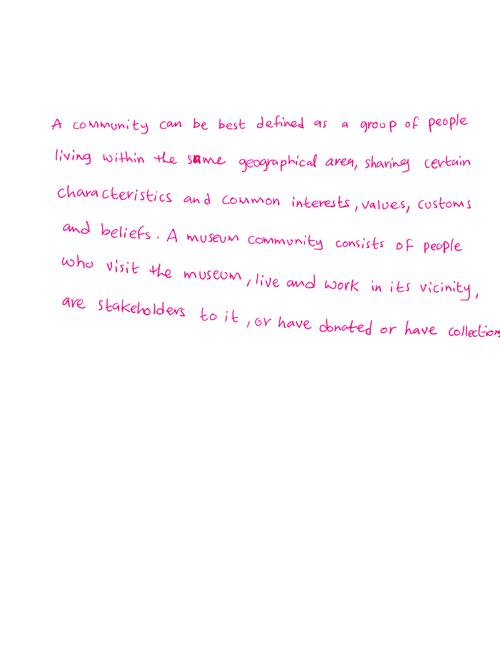 A community can be best defined as a group of people
living within the same geographical area, sharing certain
characteristics and common interests, values, customs
and beliefs. A museum community consists of people
who visit the museum, live and work in its vicinity,
are stakeholders to it, or have donated or have collections